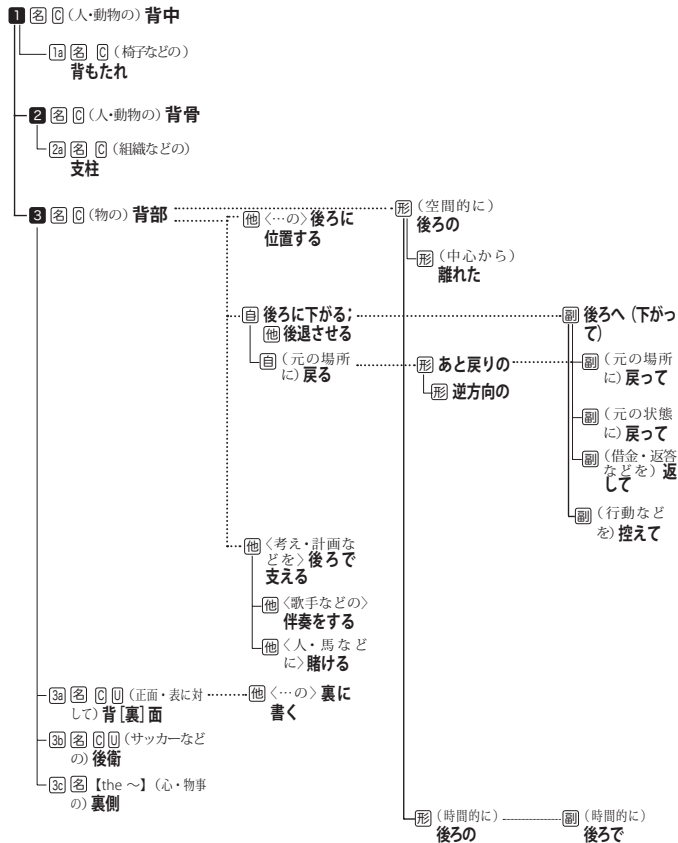 1 名 C（人・動物の）背中
1a 名 C（椅子などの）
背もたれ
2 名 C（人・動物の）背骨
2a 名 C（組織などの）
支柱
3 名 C（物の）背部
他〈…の〉後ろに
位置する
形（空間的に）
後ろの
形（中心から）
離れた
自 後ろに下がる；
他 後退させる
副 後ろへ（下がっ
て）
自（元の場所
に）戻る
形 あと戻りの
形 逆方向の
副（元の場所
に）戻って
副（元の状態
に）戻って
副（借金・返答
などを）返
して
副（行動など
を）控えて
他〈考え・計画な
どを〉後ろで
支える
他〈歌手などの〉
伴奏をする
他〈人・馬など
に〉賭ける
3a 名 C U（正面・表に対
して）背［裏］面
他〈…の〉裏に
書く
3b 名 C U（サッカーなど
の）後衛
3c 名【the ～】（心・物事
の）裏側
形（時間的に）
後ろの
副（時間的に）
後ろで